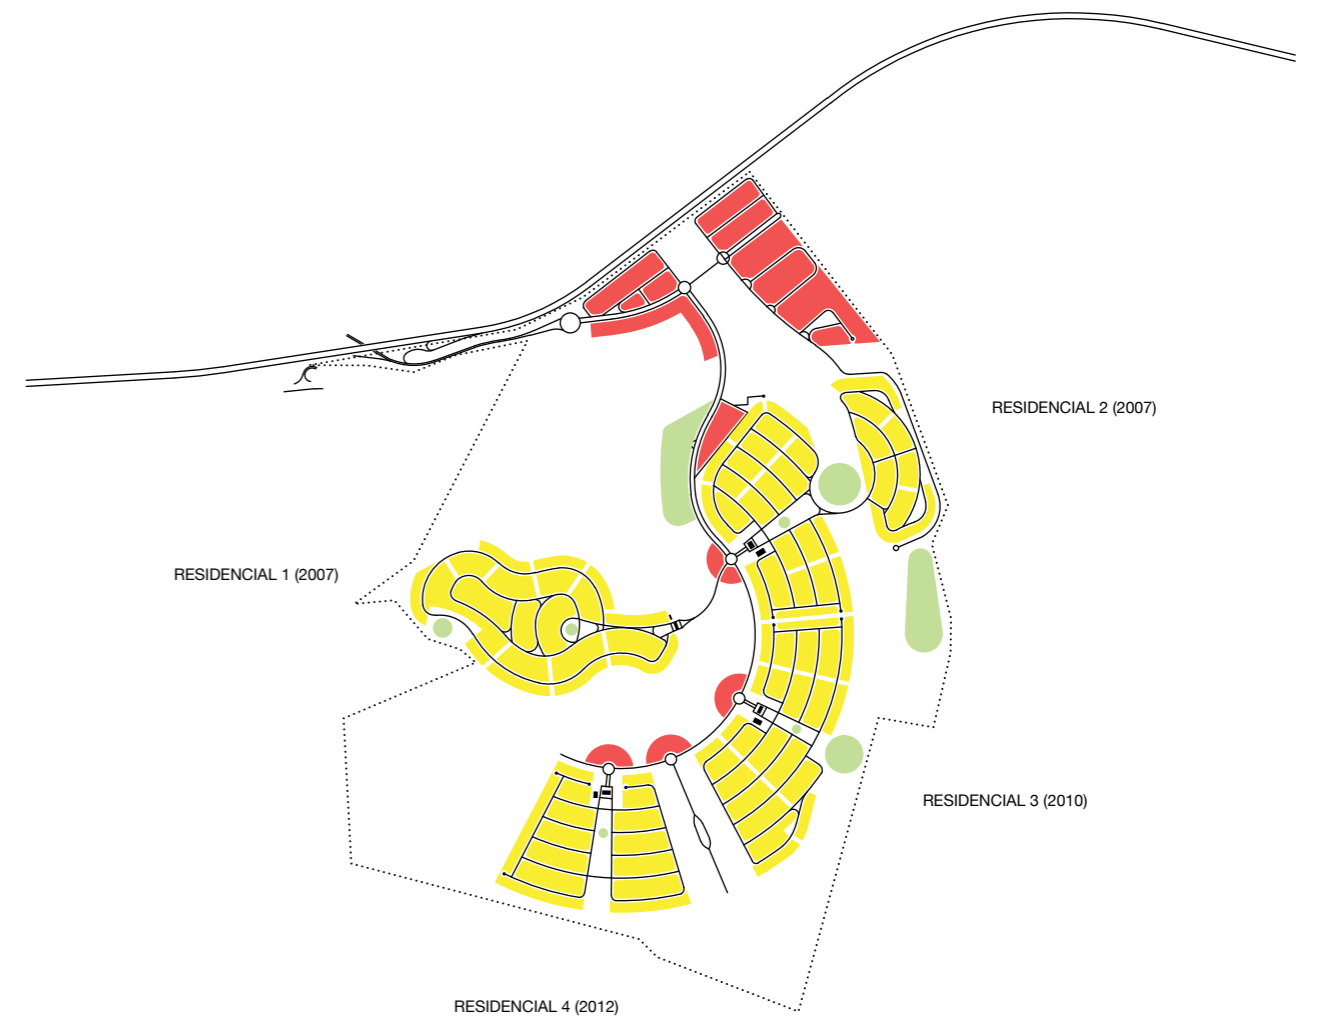 RESIDENCIAL 2 (2007)
RESIDENCIAL 1 (2007)
RESIDENCIAL 3 (2010)
RESIDENCIAL 4 (2012)